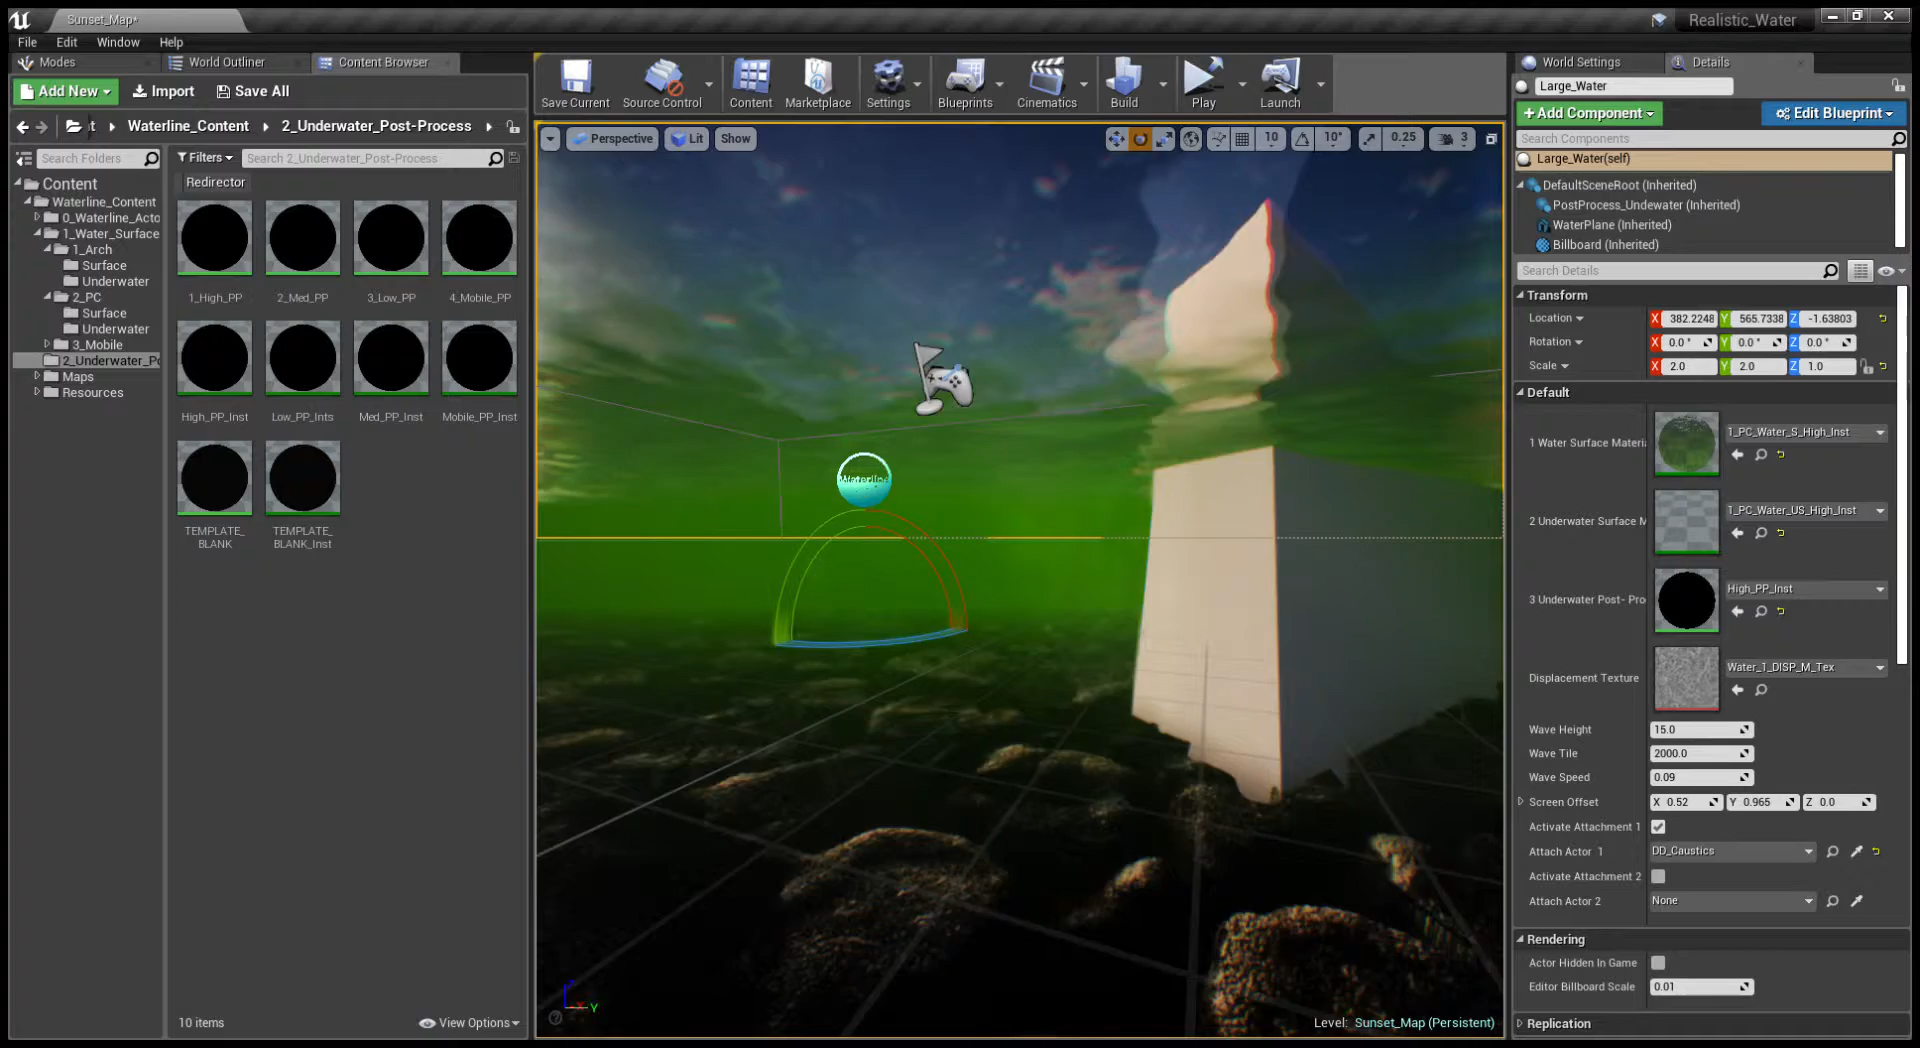 Sunset_Map*
Realistic_Water
File Edit Window Help
Modes
World Outliner
Content Browser
World Settings
Details
Add New
Import
Save All
Save Current
Source Control
Content
Marketplace
Settings
Blueprints
Cinematics
Build
Play
Launch
Large_Water
+Add Component
Edit Blueprint
Waterline_Content
2_Underwater_Post-Process
Search Folders
Filters
Search 2_Underwater_Post-Process
Redirector
Perspective
Lit
Show
10
10°
0.25
3
Search Components
Large_Water(self)
DefaultSceneRoot (Inherited)
PostProcess_Undewater (Inherited)
WaterPlane (Inherited)
Billboard (Inherited)
Content
Waterline_Content
0_Waterline_Acto
1_Water_Surface
1_Arch
Surface
Underwater
2_PC
Surface
Underwater
3_Mobile
2_Underwater_Po
Maps
Resources
1_High_PP
2_Med_PP
3_Low_PP
4_Mobile_PP
High_PP_Inst
Low_PP_Ints
Med_PP_Inst
Mobile_PP_Inst
TEMPLATE_
BLANK
TEMPLATE_
BLANK_Inst
10 items
View Options
Waterline
Level: Sunset_Map (Persistent)
X Y
Search Details
Transform
Location X 382.2248 Y 565.7338 Z -1.63803
Rotation X 0.0° Y 0.0° Z 0.0°
Scale X 2.0 Y 2.0 Z 1.0
Default
1 Water Surface Materia
1_PC_Water_S_High_Inst
2 Underwater Surface M
1_PC_Water_US_High_Inst
3 Underwater Post- Pro
High_PP_Inst
Displacement Texture
Water_1_DISP_M_Tex
Wave Height 15.0
Wave Tile 2000.0
Wave Speed 0.09
Screen Offset X 0.52 Y 0.965 Z 0.0
Activate Attachment 1
Attach Actor 1 DD_Caustics
Activate Attachment 2
Attach Actor 2 None
Rendering
Actor Hidden In Game
Editor Billboard Scale 0.01
Replication